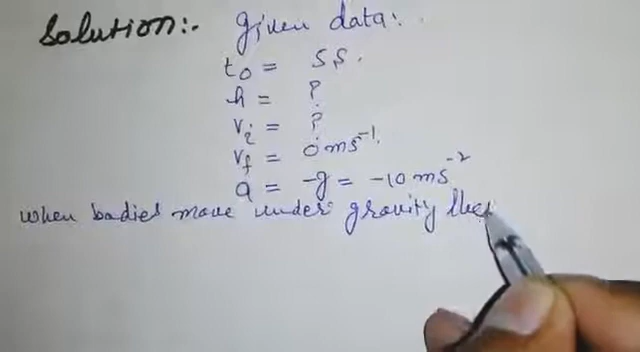 Solution:- Given data:-
t₀ = 5s.
h = ?
vᵢ = ?
v_f = 0 ms⁻¹.
a = -g = -10 ms⁻²
when bodies move under gravity